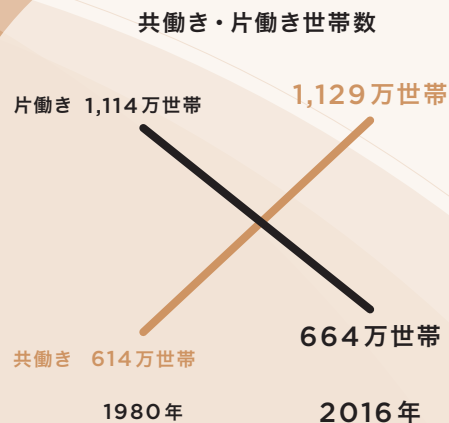 共働き・片働き世帯数
片働き 1,114万世帯
1,129万世帯
664万世帯
共働き 614万世帯
1980年
2016年